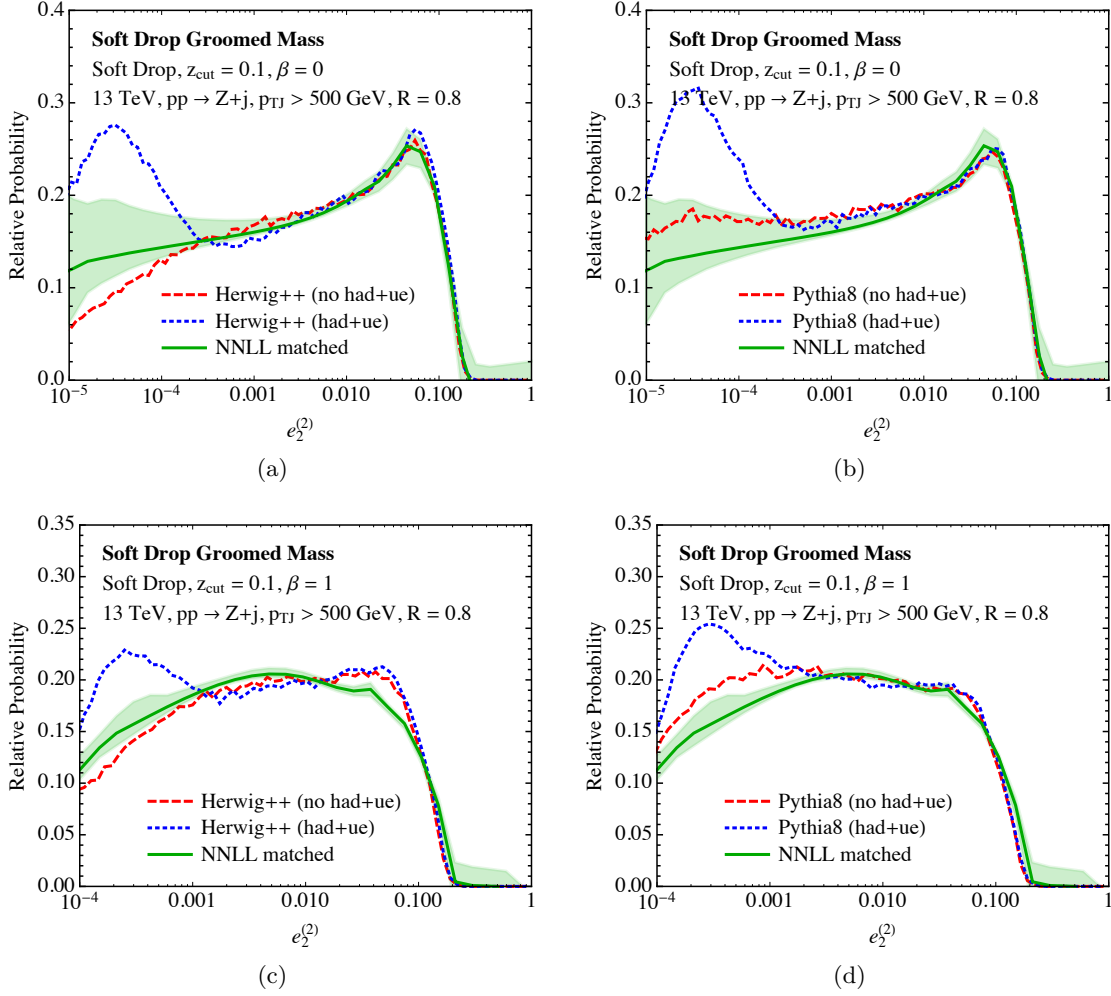 Soft Drop Groomed Mass
Soft Drop, z_cut = 0.1, β = 0
13 TeV, pp → Z+j, p_TJ > 500 GeV, R = 0.8
Herwig++ (no had+ue)
Herwig++ (had+ue)
NNLL matched
Relative Probability
0.4
0.3
0.2
0.1
0.0
10⁻⁵
10⁻⁴
0.001
0.010
0.100
1
e₂⁽²⁾
(a)
Soft Drop Groomed Mass
Soft Drop, z_cut = 0.1, β = 0
13 TeV, pp → Z+j, p_TJ > 500 GeV, R = 0.8
Pythia8 (no had+ue)
Pythia8 (had+ue)
NNLL matched
Relative Probability
0.4
0.3
0.2
0.1
0.0
10⁻⁵
10⁻⁴
0.001
0.010
0.100
1
e₂⁽²⁾
(b)
Soft Drop Groomed Mass
Soft Drop, z_cut = 0.1, β = 1
13 TeV, pp → Z+j, p_TJ > 500 GeV, R = 0.8
Herwig++ (no had+ue)
Herwig++ (had+ue)
NNLL matched
Relative Probability
0.35
0.30
0.25
0.20
0.15
0.10
0.05
0.00
10⁻⁴
0.001
0.010
0.100
1
e₂⁽²⁾
(c)
Soft Drop Groomed Mass
Soft Drop, z_cut = 0.1, β = 1
13 TeV, pp → Z+j, p_TJ > 500 GeV, R = 0.8
Pythia8 (no had+ue)
Pythia8 (had+ue)
NNLL matched
Relative Probability
0.35
0.30
0.25
0.20
0.15
0.10
0.05
0.00
10⁻⁴
0.001
0.010
0.100
1
e₂⁽²⁾
(d)